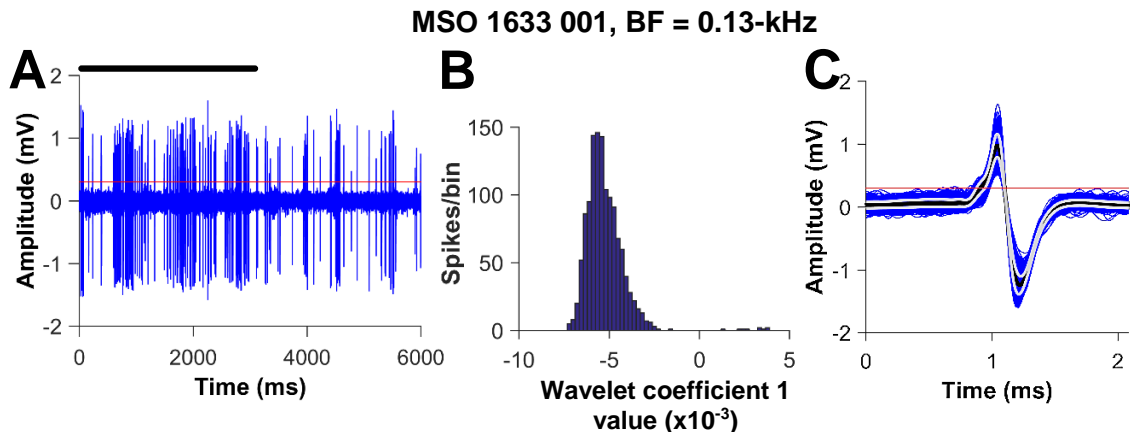 MSO 1633 001, BF = 0.13-kHz
A
2
1
0
-1
-2
Amplitude (mV)
0
2000
4000
6000
Time (ms)
B
150
100
50
0
Spikes/bin
-10
-5
0
5
Wavelet coefficient 1
value (x10⁻³)
C
2
1
0
-1
-2
Amplitude (mV)
0
1
2
Time (ms)